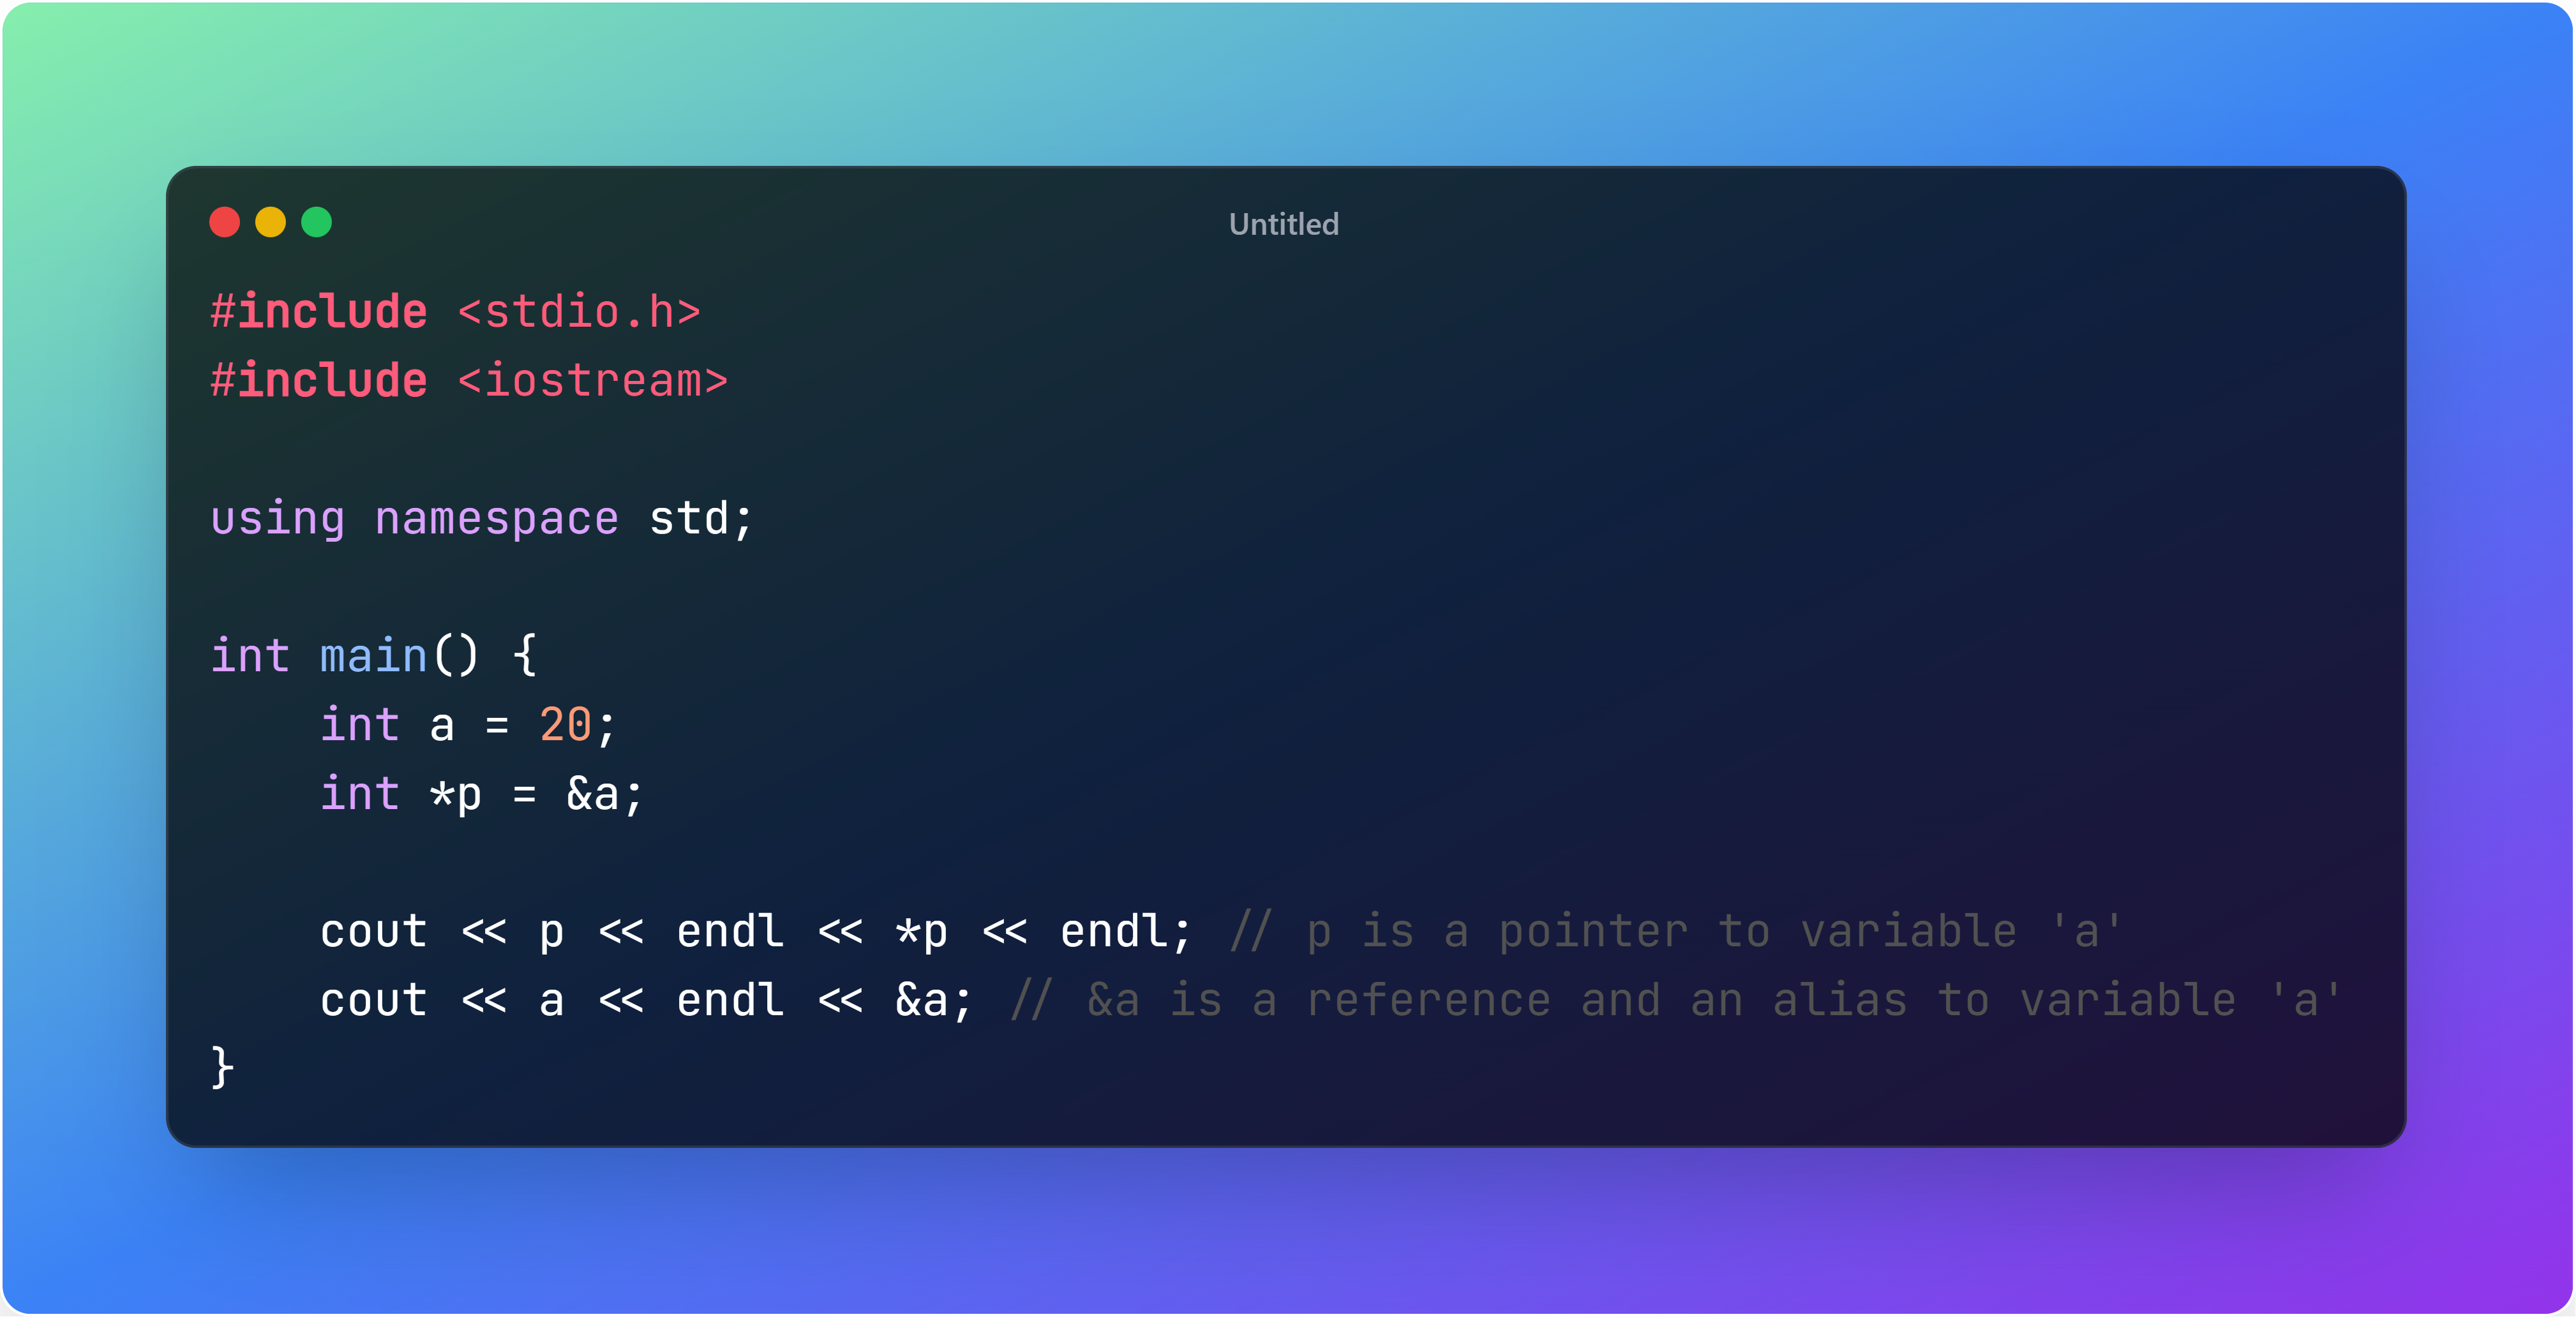 Untitled
#include <stdio.h>
#include <iostream>
using namespace std;
int main() {
    int a = 20;
    int *p = &a;
    cout << p << endl << *p << endl; // p is a pointer to variable 'a'
    cout << a << endl << &a; // &a is a reference and an alias to variable 'a'
}